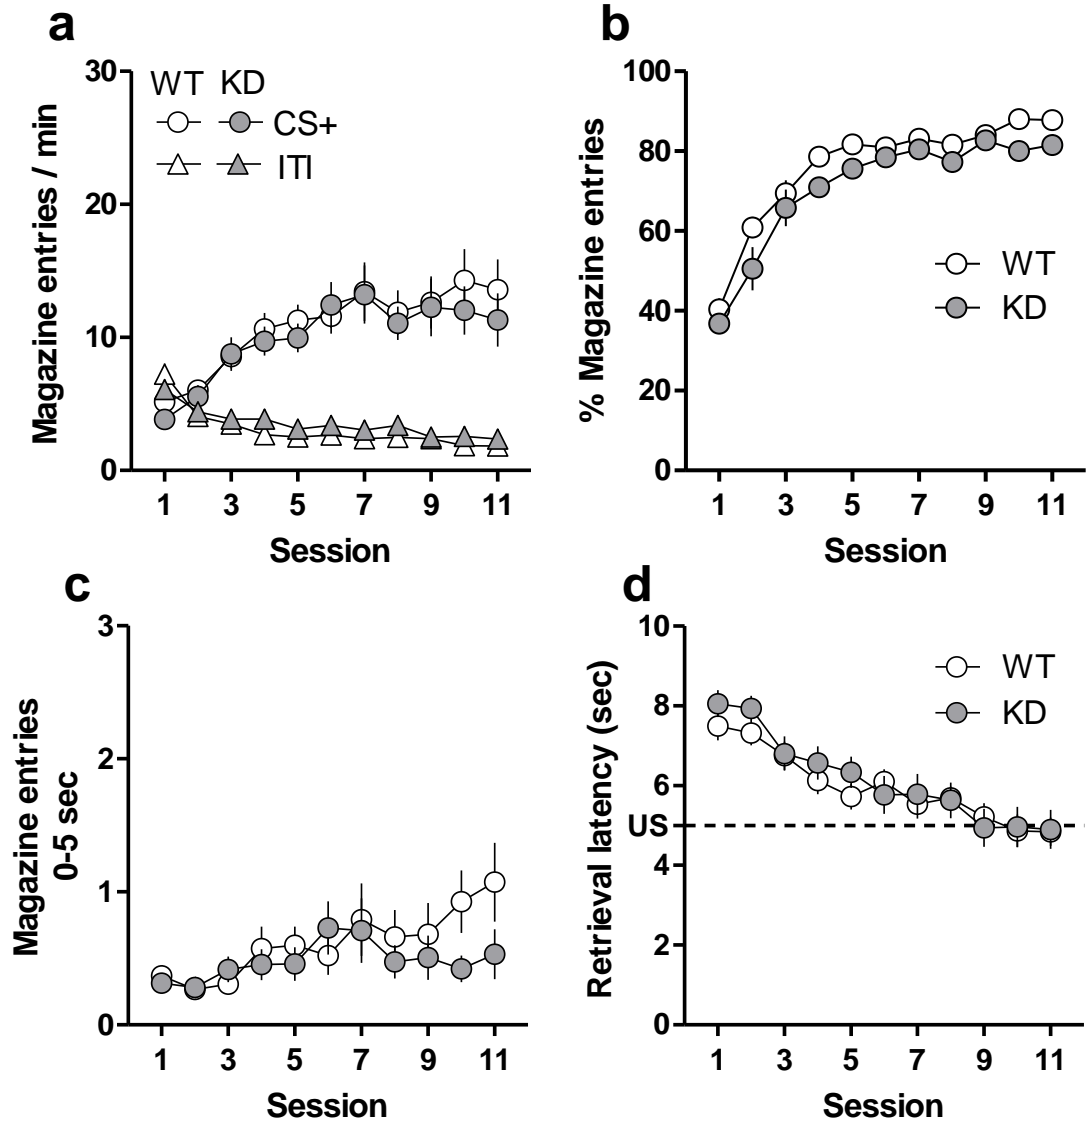 a
Magazine entries / min
WT KD
CS+
ITI
30
20
10
0
1 3 5 7 9 11
Session
b
% Magazine entries
100
80
60
40
20
0
WT
KD
1 3 5 7 9 11
Session
c
Magazine entries
0-5 sec
3
2
1
0
1 3 5 7 9 11
Session
d
Retrieval latency (sec)
10
8
6
US
4
2
0
WT
KD
1 3 5 7 9 11
Session